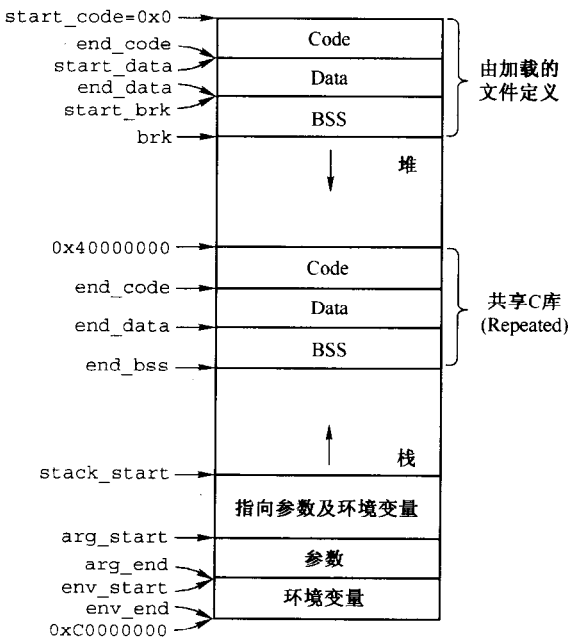 start_code=0x0
Code
end_code
start_data
Data
end_data
start_brk
BSS
brk
由加载的
文件定义
堆
0x40000000
Code
end_code
Data
end_data
BSS
end_bss
共享C库
(Repeated)
栈
stack_start
指向参数及环境变量
arg_start
参数
arg_end
env_start
环境变量
env_end
0xC0000000